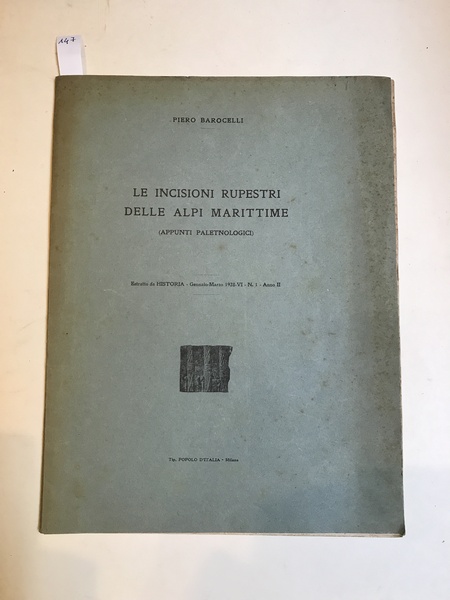 147
PIERO BAROCELLI
LE INCISIONI RUPESTRI
DELLE ALPI MARITTIME
(APPUNTI PALETNOLOGICI)
Estratto da HISTORIA - Gennaio-Marzo 1928-VI - N. 1 - Anno II
Tip. POPOLO D'ITALIA - Milano